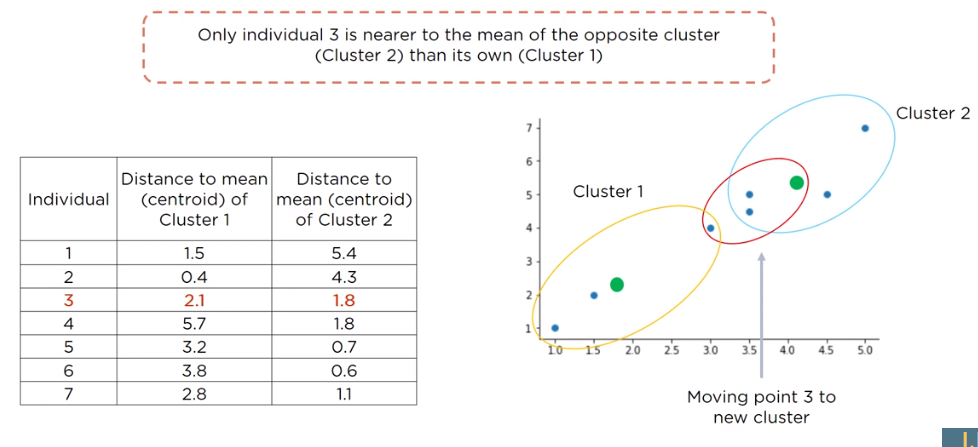 Only individual 3 is nearer to the mean of the opposite cluster
(Cluster 2) than its own (Cluster 1)
Individual
Distance to mean
(centroid) of
Cluster 1
Distance to
mean (centroid)
of Cluster 2
1 1.5 5.4
2 0.4 4.3
3 2.1 1.8
4 5.7 1.8
5 3.2 0.7
6 3.8 0.6
7 2.8 1.1
Cluster 2
Cluster 1
7
6
5
4
3
2
1
1.0 1.5 2.0 2.5 3.0 3.5 4.0 4.5 5.0
Moving point 3 to
new cluster